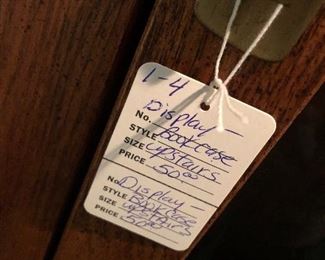 1-4
Display -
No. Bookcase
STYLE
SIZE Upstairs
PRICE 50.00
No. Display
STYLE Bookcase
SIZE Upstairs
PRICE 50.00